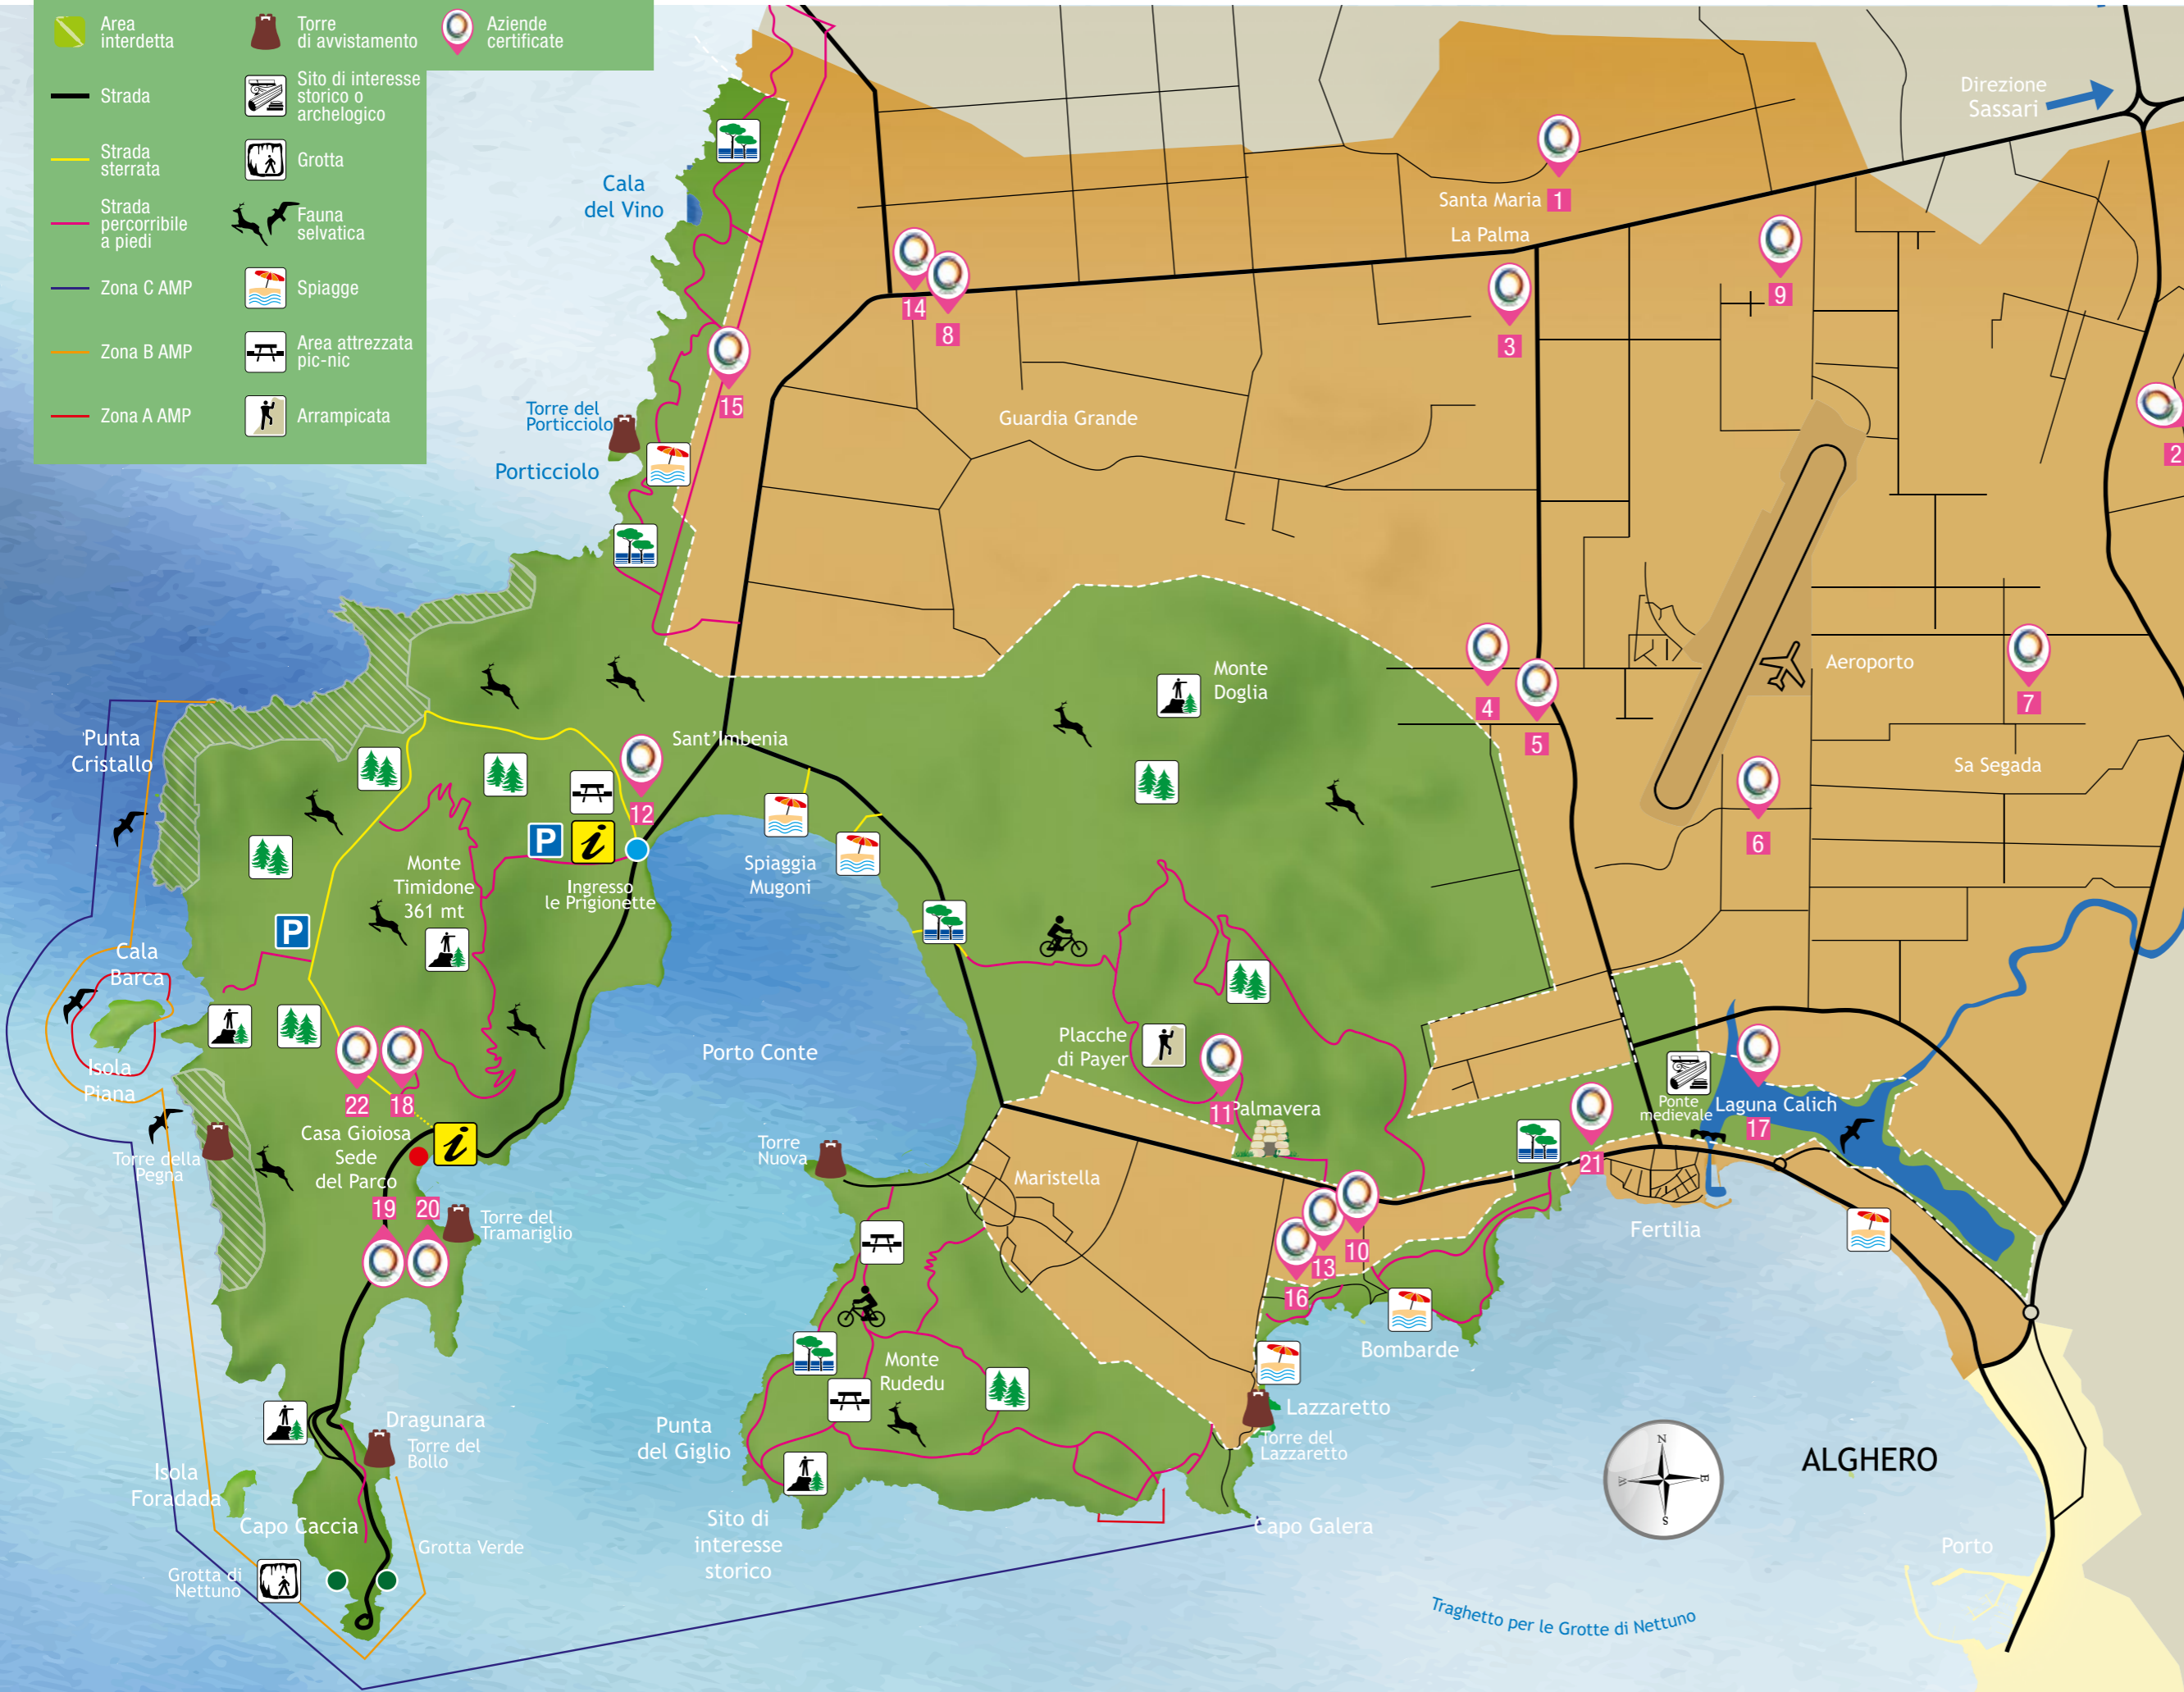 Area
interdetta
Torre
di avvistamento
Aziende
certificate
Strada
Sito di interesse
storico o
archelogico
Strada
sterrata
Grotta
Strada
percorribile
a piedi
Fauna
selvatica
Zona C AMP
Spiagge
Zona B AMP
Area attrezzata
pic-nic
Zona A AMP
Arrampicata
Direzione
Sassari
Cala
del Vino
Santa Maria 1
La Palma
14
8
3
9
15
2
Torre del
Porticciolo
Porticciolo
Guardia Grande
Monte
Doglia
Aeroporto
4
5
7
Sa Segada
6
Punta
Cristallo
Sant'Imbenia
12
P
i
Ingresso
le Prigionette
Monte
Timidone
361 mt
Spiaggia
Mugoni
P
Cala
Barca
Isola
Piana
Porto Conte
Placche
di Payer
11
Palmavera
22
18
Casa Gioiosa
Sede
del Parco
i
Torre della
Pegna
19
20
Torre del
Tramariglio
Torre
Nuova
Maristella
Ponte
medievale
Laguna Calich
17
21
Fertilia
10
13
16
Bombarde
Lazzaretto
Torre del
Lazzaretto
Monte
Rudedu
Punta
del Giglio
Sito di
interesse
storico
Dragunara
Torre del
Bollo
Isola
Foradada
Capo Caccia
Grotta Verde
Grotta di
Nettuno
Capo Galera
N
W
E
S
ALGHERO
Porto
Traghetto per le Grotte di Nettuno